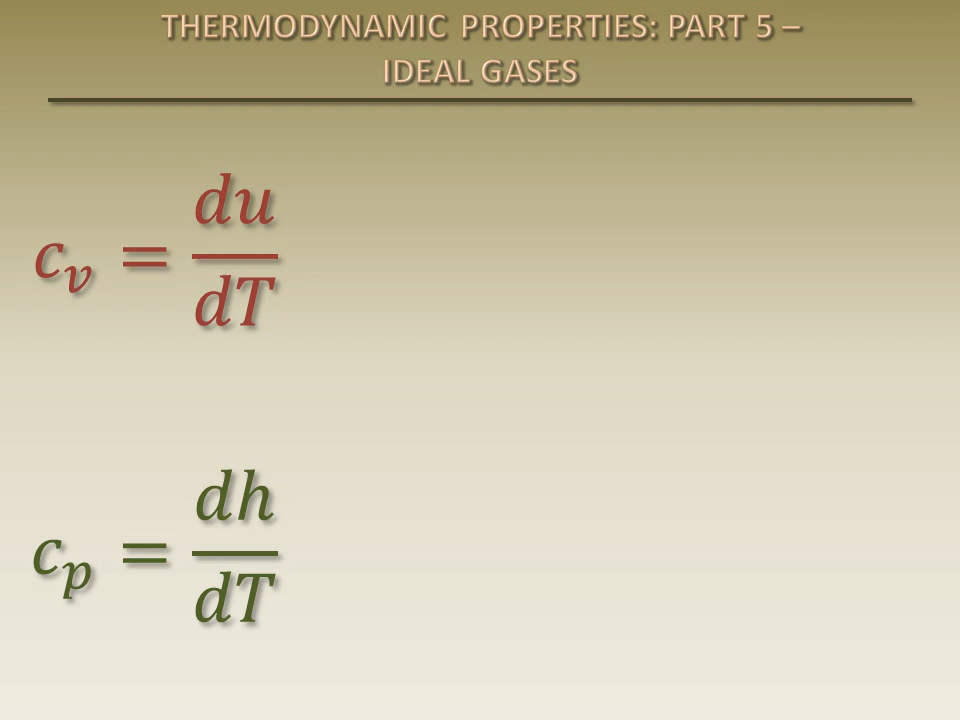 THERMODYNAMIC PROPERTIES: PART 5 –
IDEAL GASES
c_v = du/dT
c_p = dh/dT